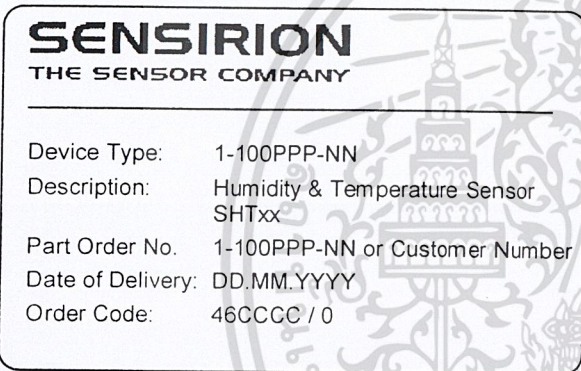 SENSIRION
THE SENSOR COMPANY
Device Type: 1-100PPP-NN
Description: Humidity & Temperature Sensor
SHTxx
Part Order No. 1-100PPP-NN or Customer Number
Date of Delivery: DD.MM.YYYY
Order Code: 46CCCC / 0